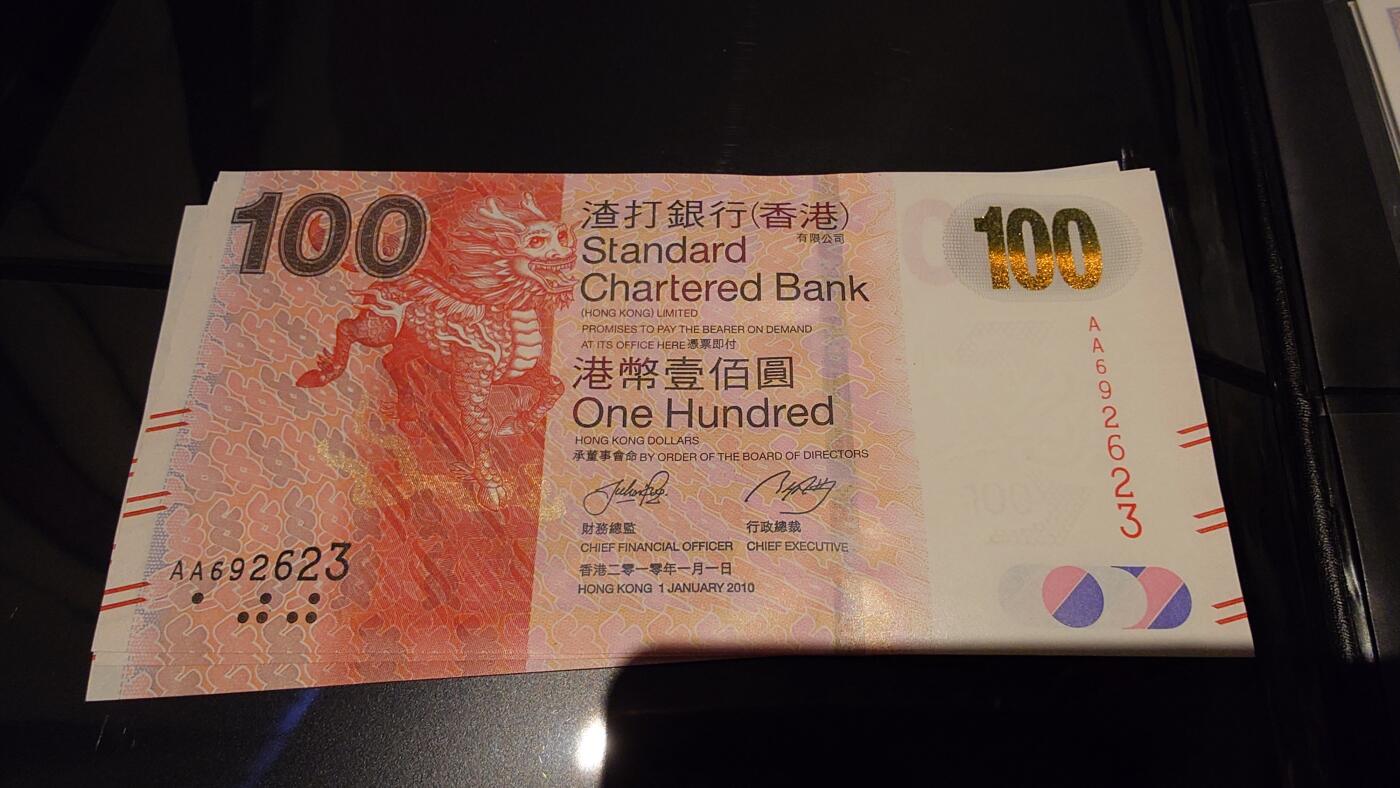 100
渣打銀行(香港)
有限公司
Standard
Chartered Bank
(HONG KONG) LIMITED
PROMISES TO PAY THE BEARER ON DEMAND
AT ITS OFFICE HERE憑票即付
港幣壹佰圓
One Hundred
HONG KONG DOLLARS
承董事會命BY ORDER OF THE BOARD OF DIRECTORS
財務總監 行政總裁
CHIEF FINANCIAL OFFICER CHIEF EXECUTIVE
香港二零一零年一月一日
HONG KONG 1 JANUARY 2010
AA692623
100
AA692623